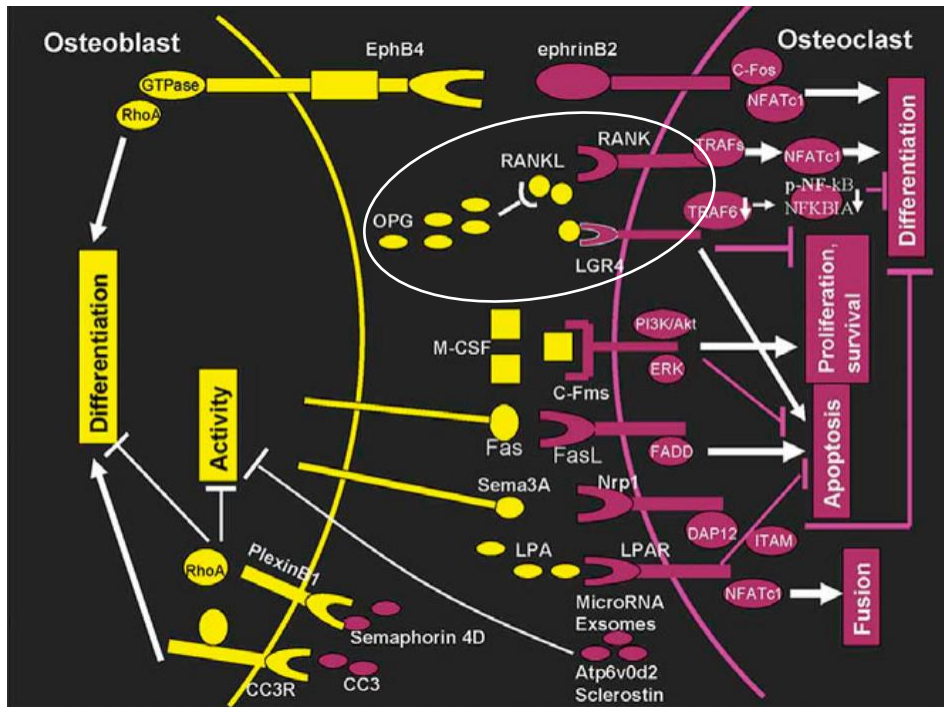 Osteoblast
EphB4
ephrinB2
Osteoclast
GTPase
RhoA
C-Fos
NFATc1
RANK
TRAFs
NFATc1
RANKL
p-NF-kB
TRAF6
NFKBIA
OPG
LGR4
Differentiation
Differentiation
Activity
M-CSF
C-Fms
PI3K/Akt
ERK
Proliferation,
survival
Fas
FasL
FADD
Apoptosis
Sema3A
Nrp1
DAP12
ITAM
LPA
LPAR
RhoA
PlexinB1
Semaphorin 4D
CC3R
CC3
MicroRNA
Exsomes
Atp6v0d2
Sclerostin
NFATc1
Fusion